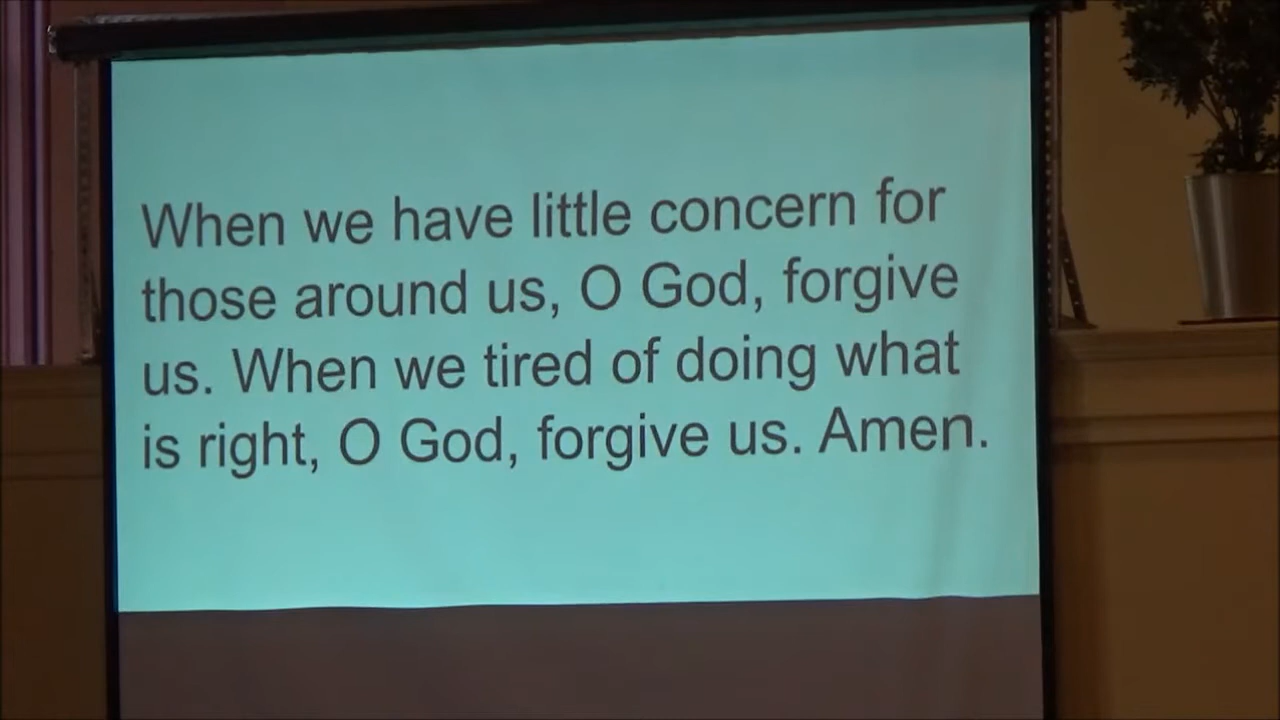 When we have little concern for
those around us, O God, forgive
us. When we tired of doing what
is right, O God, forgive us. Amen.